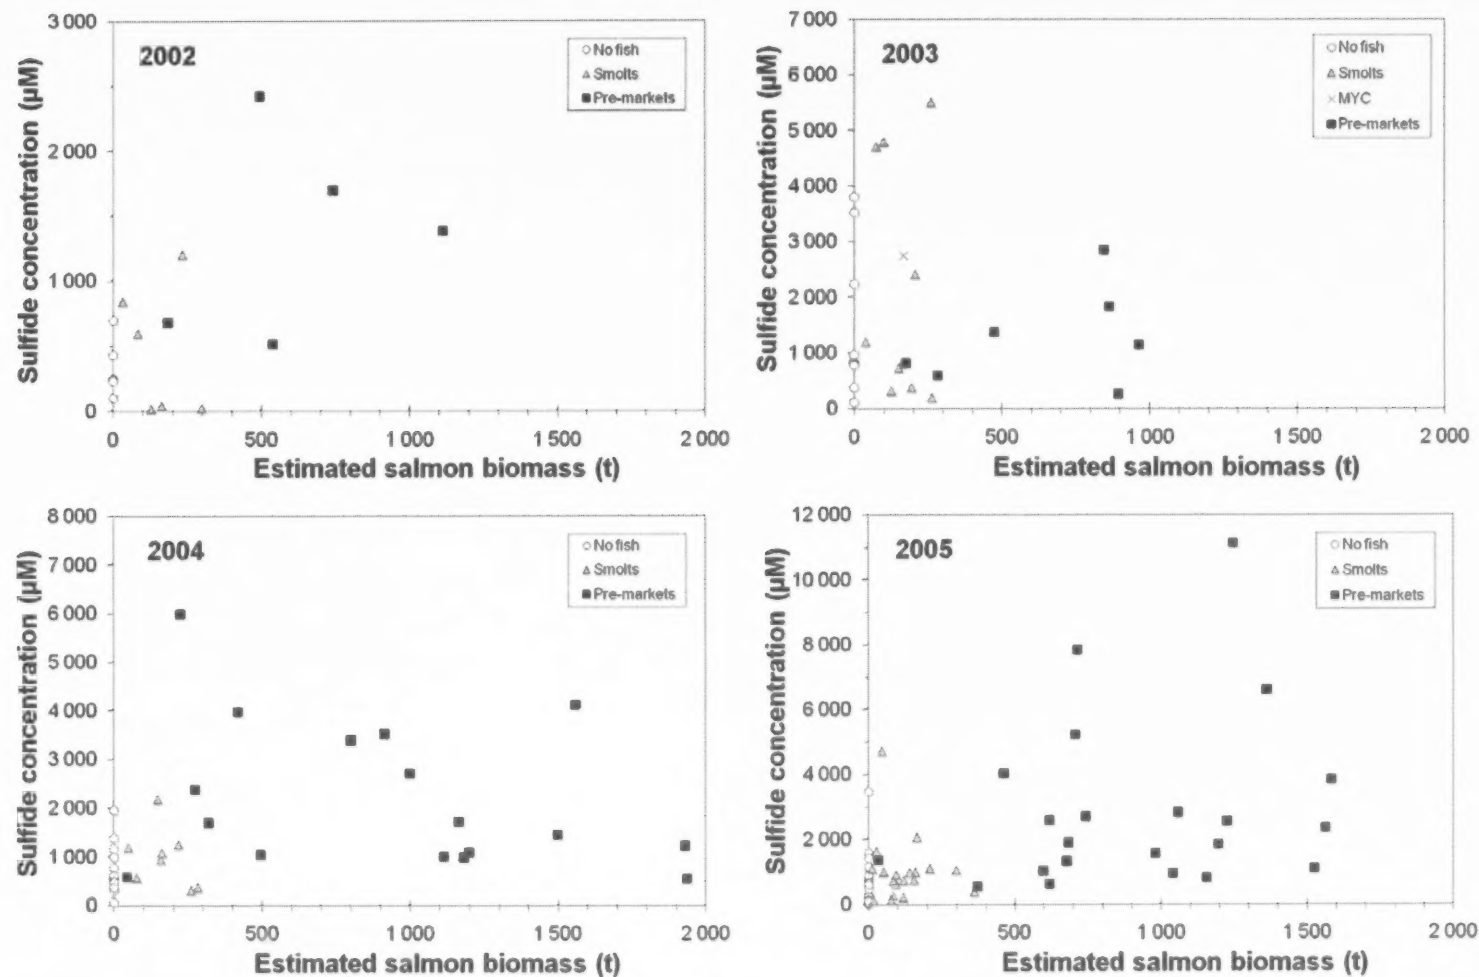 2002
Sulfide concentration (µM)
3 000
2 000
1 000
0
No fish
Smolts
Pre-markets
0 500 1 000 1 500 2 000
Estimated salmon biomass (t)
2003
Sulfide concentration (µM)
7 000
6 000
5 000
4 000
3 000
2 000
1 000
0
No fish
Smolts
MYC
Pre-markets
0 500 1 000 1 500 2 000
Estimated salmon biomass (t)
2004
Sulfide concentration (µM)
8 000
7 000
6 000
5 000
4 000
3 000
2 000
1 000
0
No fish
Smolts
Pre-markets
0 500 1 000 1 500 2 000
Estimated salmon biomass (t)
2005
Sulfide concentration (µM)
12 000
10 000
8 000
6 000
4 000
2 000
0
No fish
Smolts
Pre-markets
0 500 1 000 1 500 2 000
Estimated salmon biomass (t)